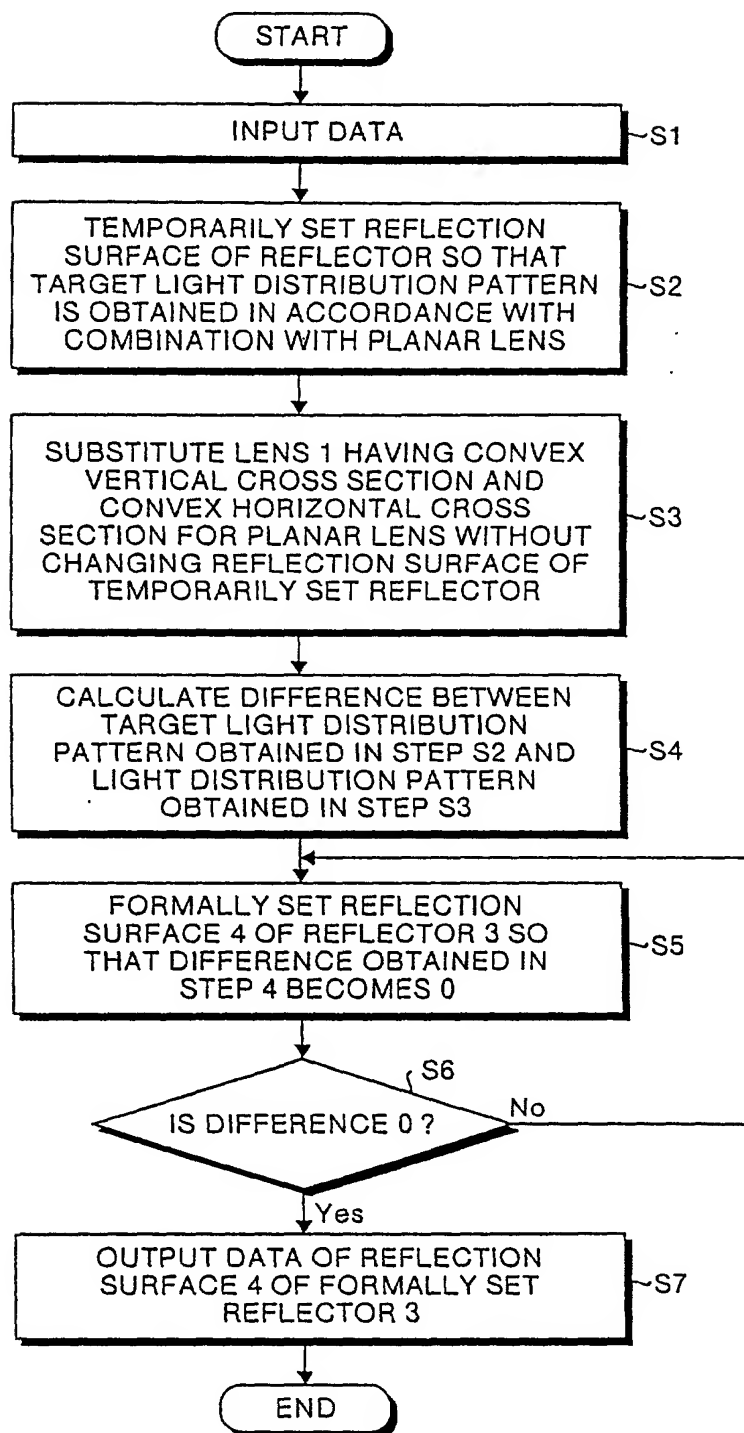 START
INPUT DATA
S1
TEMPORARILY SET REFLECTION
SURFACE OF REFLECTOR SO THAT
TARGET LIGHT DISTRIBUTION PATTERN
IS OBTAINED IN ACCORDANCE WITH
COMBINATION WITH PLANAR LENS
S2
SUBSTITUTE LENS 1 HAVING CONVEX
VERTICAL CROSS SECTION AND
CONVEX HORIZONTAL CROSS
SECTION FOR PLANAR LENS WITHOUT
CHANGING REFLECTION SURFACE OF
TEMPORARILY SET REFLECTOR
S3
CALCULATE DIFFERENCE BETWEEN
TARGET LIGHT DISTRIBUTION
PATTERN OBTAINED IN STEP S2 AND
LIGHT DISTRIBUTION PATTERN
OBTAINED IN STEP S3
S4
FORMALLY SET REFLECTION
SURFACE 4 OF REFLECTOR 3 SO
THAT DIFFERENCE OBTAINED IN
STEP 4 BECOMES 0
S5
S6
IS DIFFERENCE 0 ?
No
Yes
OUTPUT DATA OF REFLECTION
SURFACE 4 OF FORMALLY SET
REFLECTOR 3
S7
END